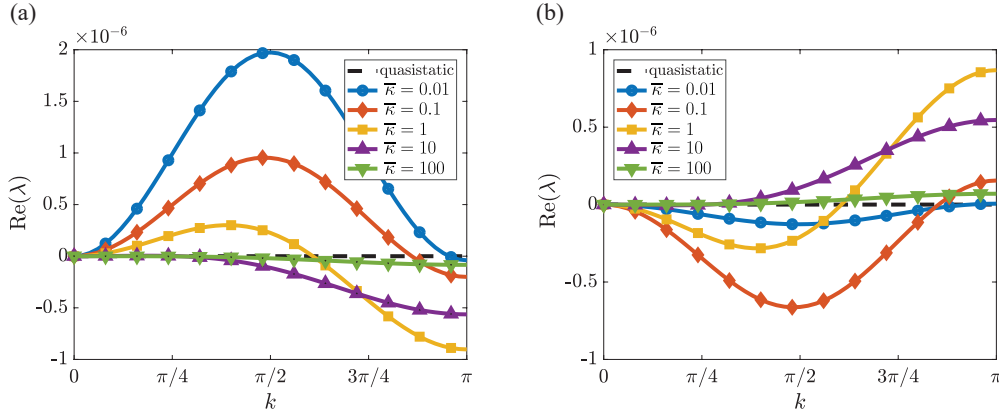 (a)
×10⁻⁶
2
1.5
1
0.5
0
-0.5
-1
Re(λ)
0
π/4
π/2
3π/4
π
k
quasistatic
κ̅ = 0.01
κ̅ = 0.1
κ̅ = 1
κ̅ = 10
κ̅ = 100
(b)
×10⁻⁶
1
0.5
0
-0.5
-1
Re(λ)
0
π/4
π/2
3π/4
π
k
quasistatic
κ̅ = 0.01
κ̅ = 0.1
κ̅ = 1
κ̅ = 10
κ̅ = 100